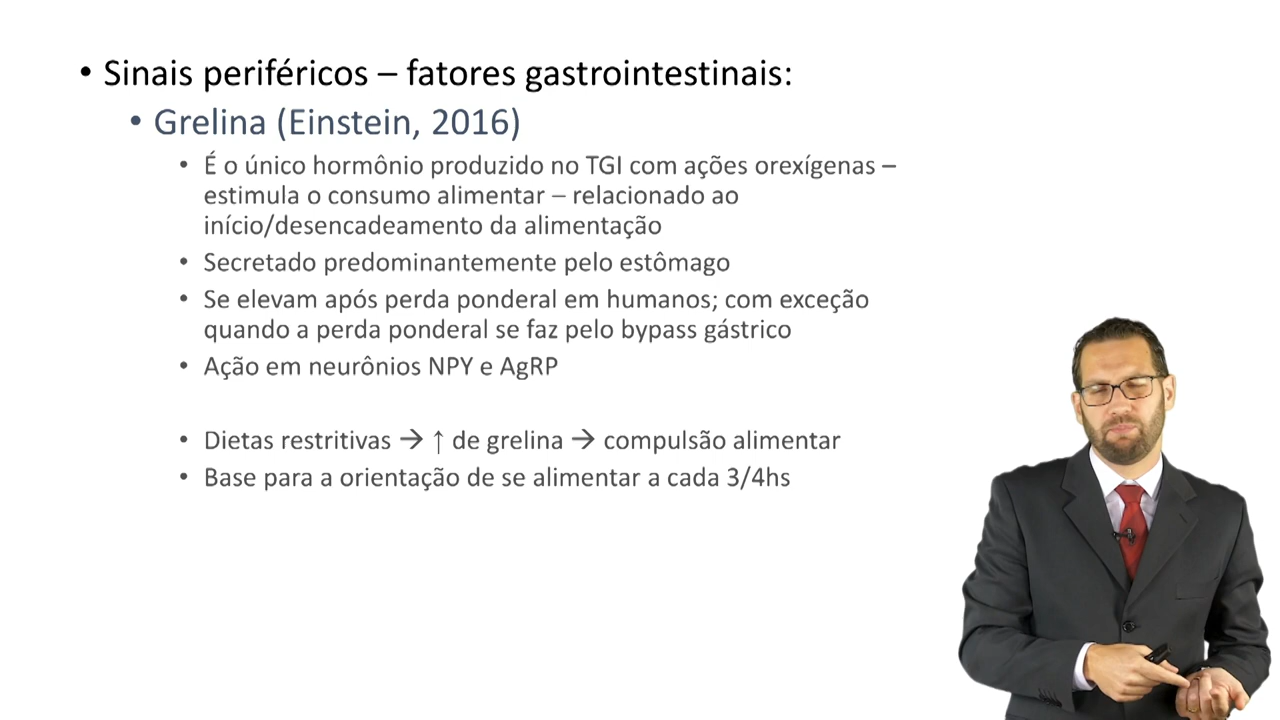 • Sinais periféricos – fatores gastrointestinais:
• Grelina (Einstein, 2016)
• É o único hormônio produzido no TGI com ações orexígenas –
estimula o consumo alimentar – relacionado ao
início/desencadeamento da alimentação
• Secretado predominantemente pelo estômago
• Se elevam após perda ponderal em humanos; com exceção
quando a perda ponderal se faz pelo bypass gástrico
• Ação em neurônios NPY e AgRP
• Dietas restritivas → ↑ de grelina → compulsão alimentar
• Base para a orientação de se alimentar a cada 3/4hs